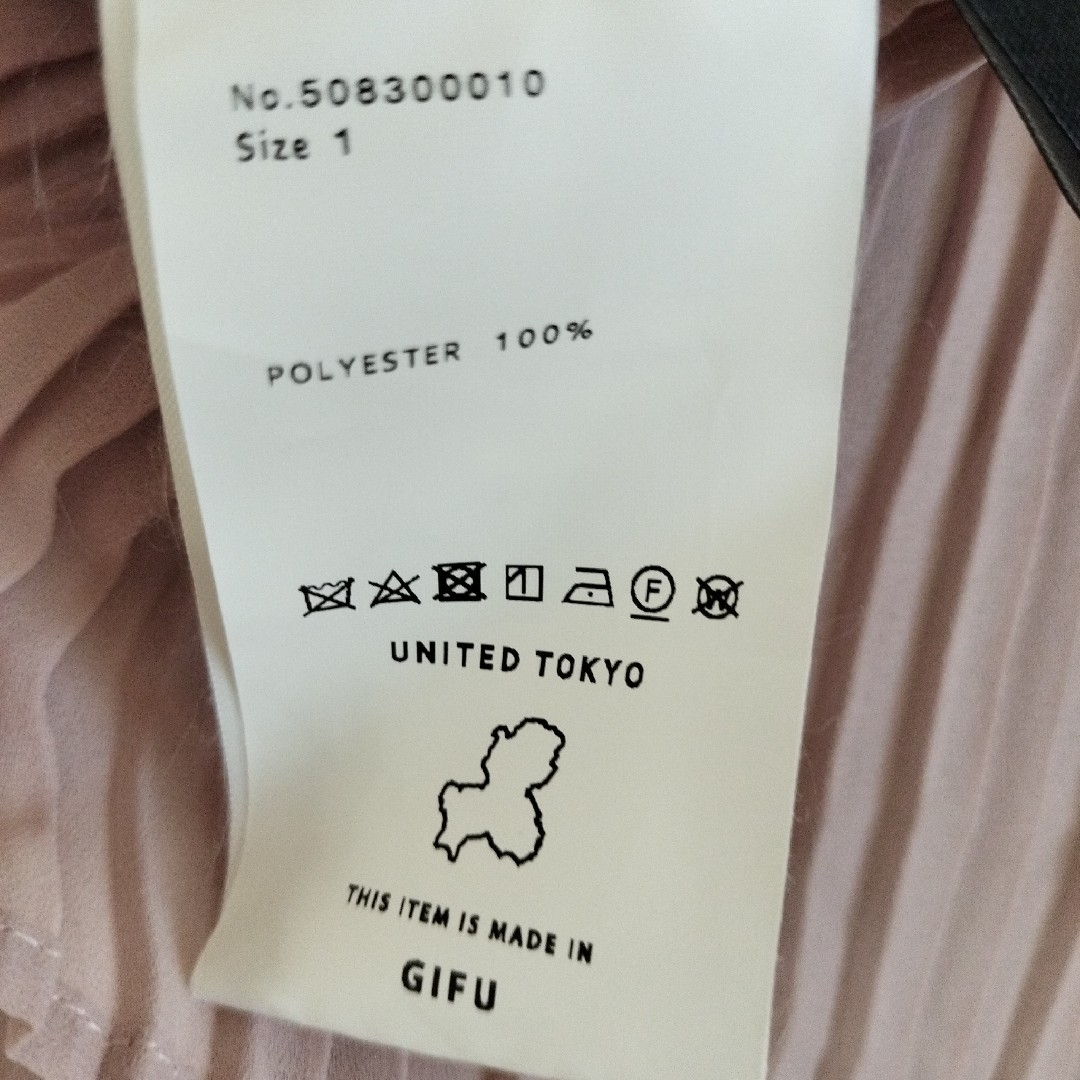 No.508300010
Size 1
POLYESTER 100%
F W
UNITED TOKYO
THIS ITEM IS MADE IN
GIFU